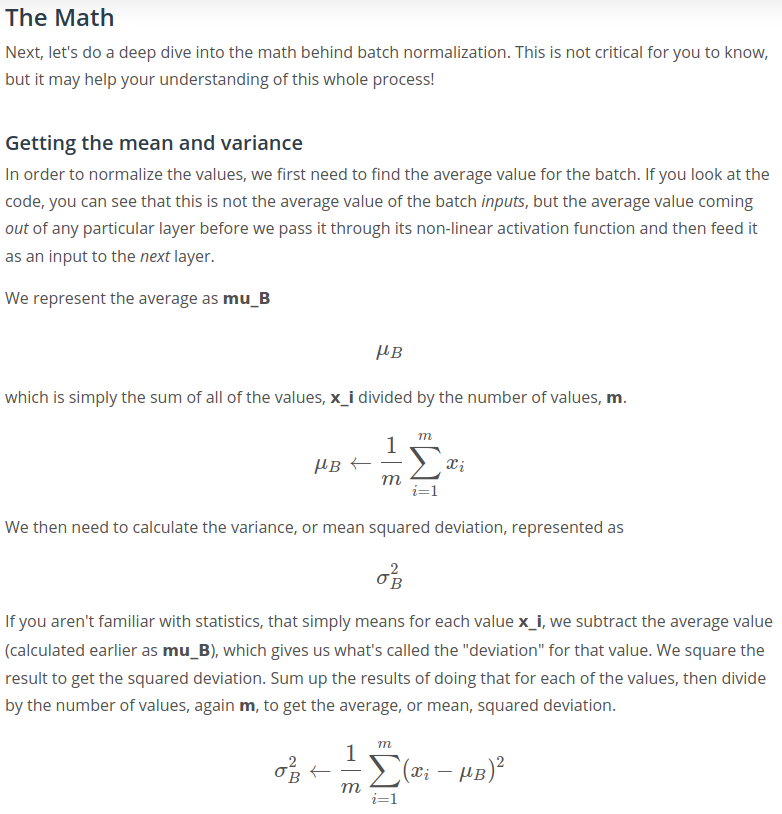 The Math
Next, let's do a deep dive into the math behind batch normalization. This is not critical for you to know,
but it may help your understanding of this whole process!
Getting the mean and variance
In order to normalize the values, we first need to find the average value for the batch. If you look at the
code, you can see that this is not the average value of the batch inputs, but the average value coming
out of any particular layer before we pass it through its non-linear activation function and then feed it
as an input to the next layer.
We represent the average as mu_B
μ_B
which is simply the sum of all of the values, x_i divided by the number of values, m.
μ_B ← \frac{1}{m} \sum_{i=1}^{m} x_i
We then need to calculate the variance, or mean squared deviation, represented as
σ_B^2
If you aren't familiar with statistics, that simply means for each value x_i, we subtract the average value
(calculated earlier as mu_B), which gives us what's called the "deviation" for that value. We square the
result to get the squared deviation. Sum up the results of doing that for each of the values, then divide
by the number of values, again m, to get the average, or mean, squared deviation.
σ_B^2 ← \frac{1}{m} \sum_{i=1}^{m} (x_i − μ_B)^2